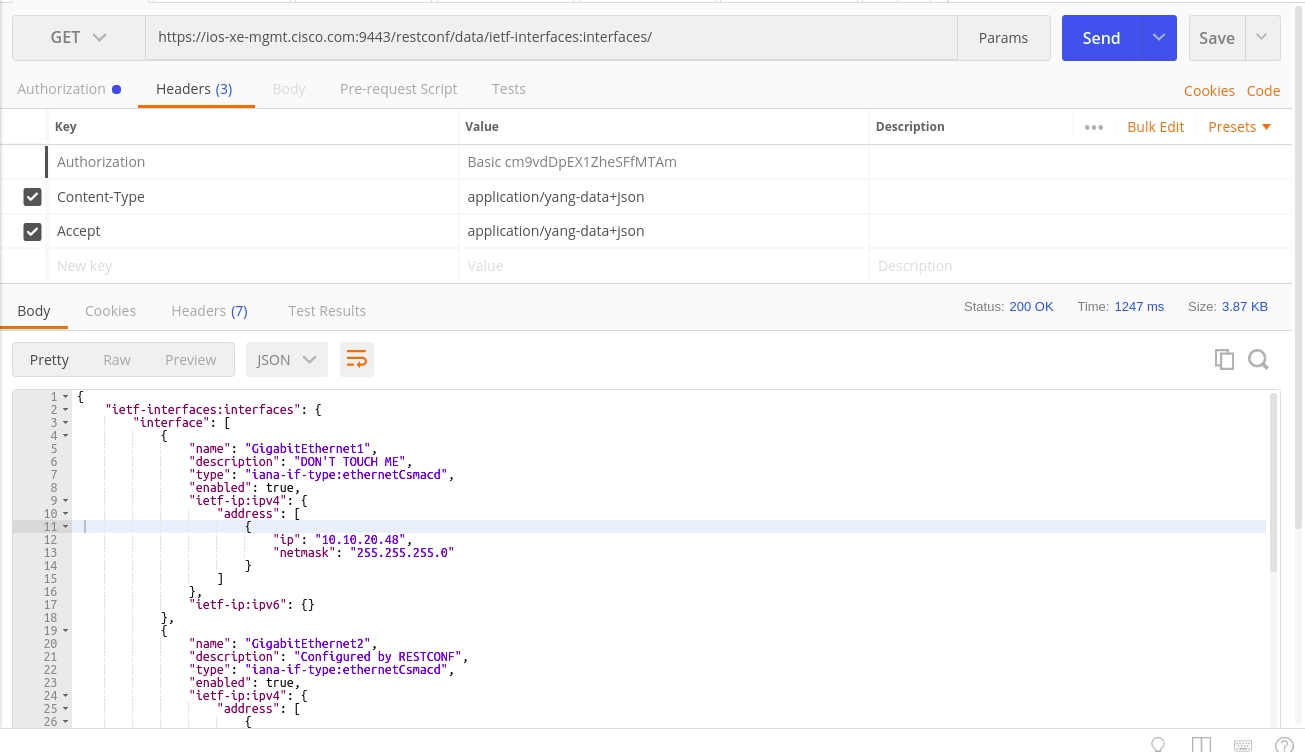 GET https://ios-xe-mgmt.cisco.com:9443/restconf/data/ietf-interfaces:interfaces/ Params Send Save
Authorization Headers (3) Body Pre-request Script Tests Cookies Code
Key Value Description ••• Bulk Edit Presets
Authorization Basic cm9vdDpEX1ZheSFfMTAm
Content-Type application/yang-data+json
Accept application/yang-data+json
New key Value Description
Body Cookies Headers (7) Test Results Status: 200 OK Time: 1247 ms Size: 3.87 KB
Pretty Raw Preview JSON
1 {
2 "ietf-interfaces:interfaces": {
3 "interface": [
4 {
5 "name": "GigabitEthernet1",
6 "description": "DON'T TOUCH ME",
7 "type": "iana-if-type:ethernetCsmacd",
8 "enabled": true,
9 "ietf-ip:ipv4": {
10 "address": [
11 {
12 "ip": "10.10.20.48",
13 "netmask": "255.255.255.0"
14 }
15 ]
16 },
17 "ietf-ip:ipv6": {}
18 },
19 {
20 "name": "GigabitEthernet2",
21 "description": "Configured by RESTCONF",
22 "type": "iana-if-type:ethernetCsmacd",
23 "enabled": true,
24 "ietf-ip:ipv4": {
25 "address": [
26 {